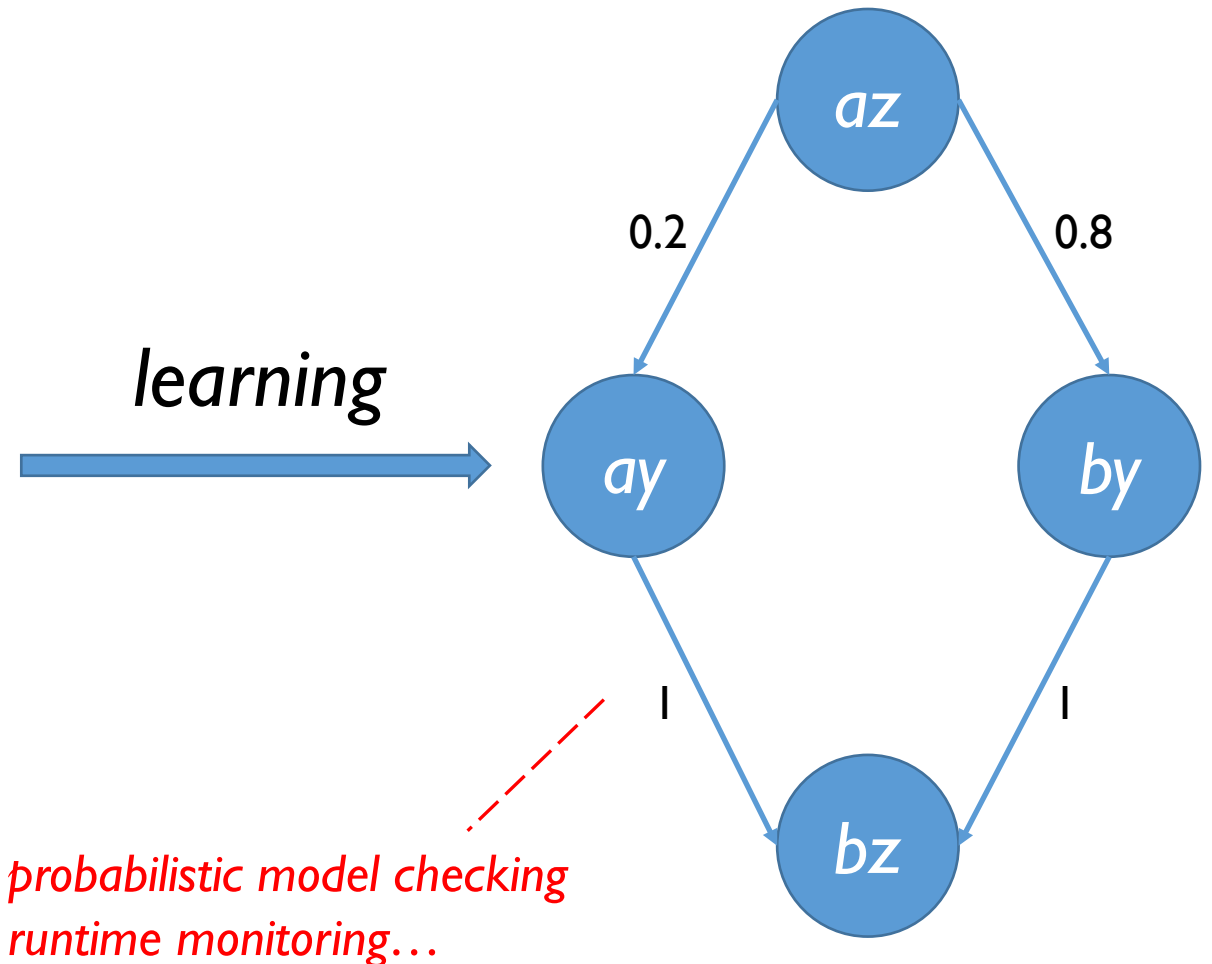 az
0.2
0.8
learning
ay
by
1
1
bz
probabilistic model checking
runtime monitoring…